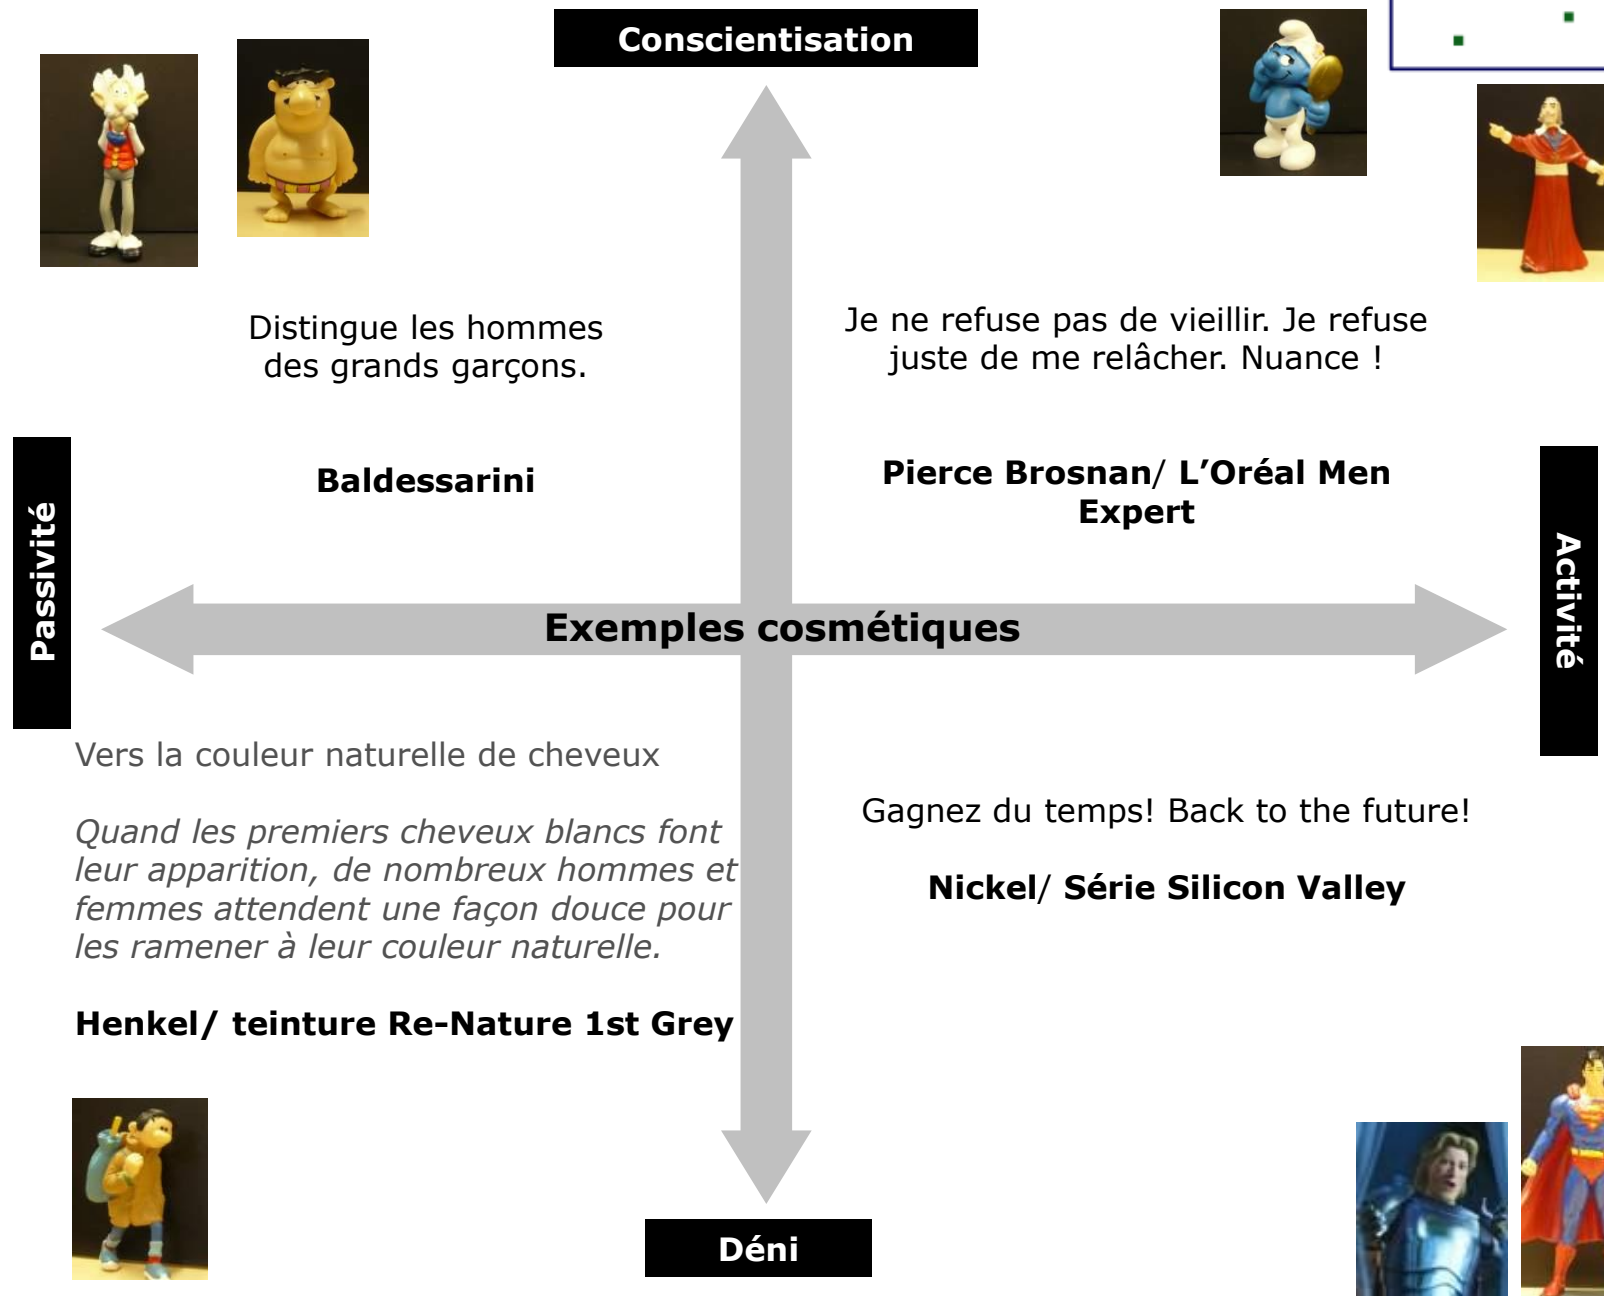 Conscientisation
Distingue les hommes
des grands garçons.
Baldessarini
Je ne refuse pas de vieillir. Je refuse
juste de me relâcher. Nuance !
Pierce Brosnan/ L’Oréal Men
Expert
Passivité
Exemples cosmétiques
Activité
Vers la couleur naturelle de cheveux
Quand les premiers cheveux blancs font
leur apparition, de nombreux hommes et
femmes attendent une façon douce pour
les ramener à leur couleur naturelle.
Henkel/ teinture Re-Nature 1st Grey
Gagnez du temps! Back to the future!
Nickel/ Série Silicon Valley
Déni